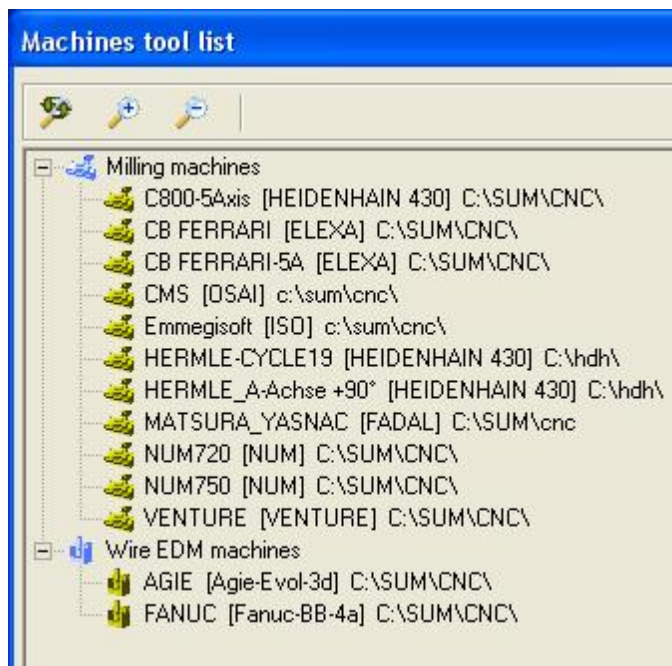 Machines tool list
Milling machines
C800-5Axis [HEIDENHAIN 430] C:\SUM\CNC\
CB FERRARI [ELEXA] C:\SUM\CNC\
CB FERRARI-5A [ELEXA] C:\SUM\CNC\
CMS [OSAI] c:\sum\cnc\
Emmegisoft [ISO] c:\sum\cnc\
HERMLE-CYCLE19 [HEIDENHAIN 430] C:\hdh\
HERMLE_A-Achse +90° [HEIDENHAIN 430] C:\hdh\
MATSURA_YASNAC [FADAL] C:\SUM\cnc
NUM720 [NUM] C:\SUM\CNC\
NUM750 [NUM] C:\SUM\CNC\
VENTURE [VENTURE] C:\SUM\CNC\
Wire EDM machines
AGIE [Agie-Evol-3d] C:\SUM\CNC\
FANUC [Fanuc-BB-4a] C:\SUM\CNC\